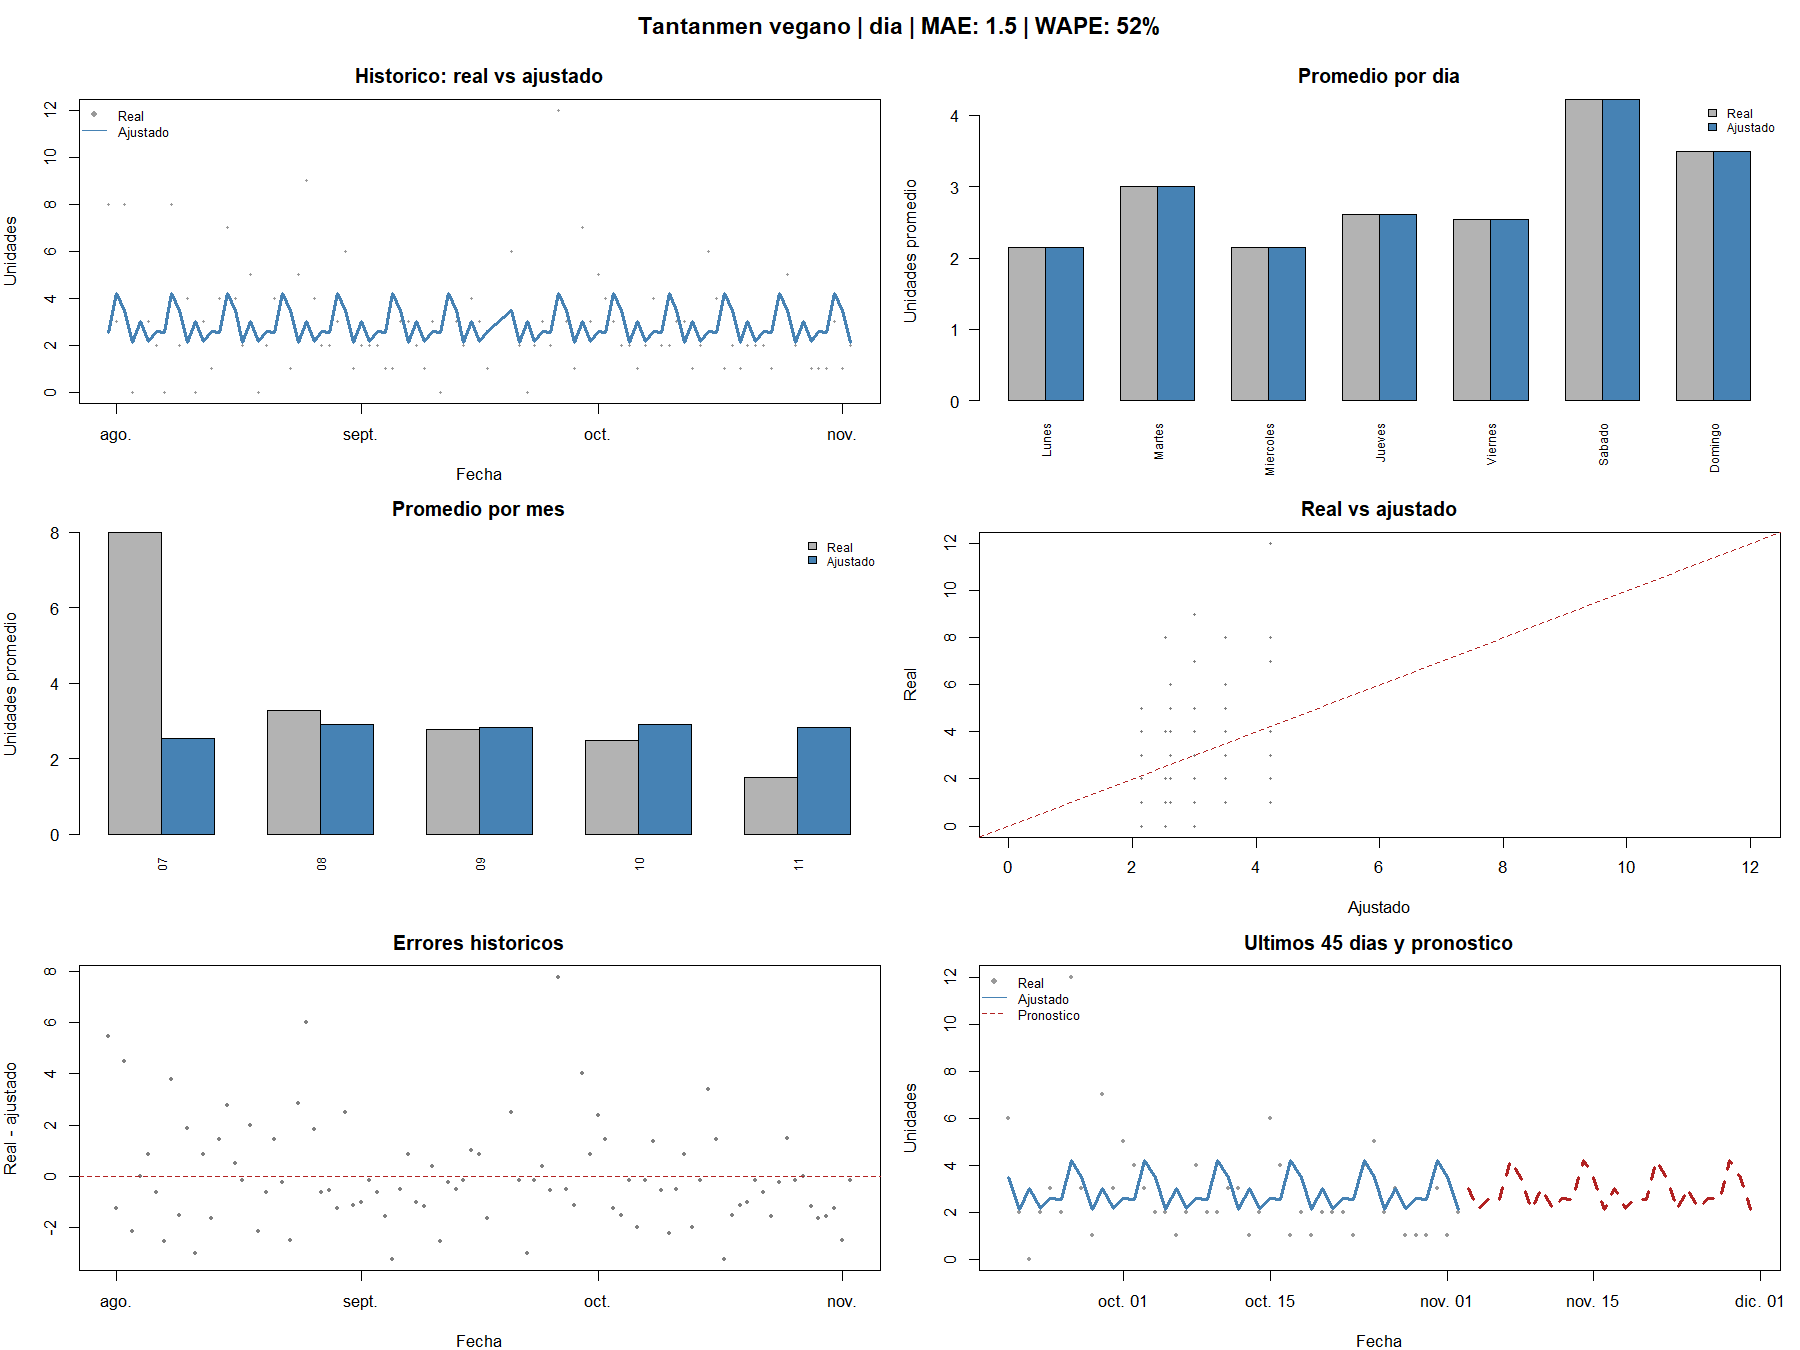 Tantanmen vegano | dia | MAE: 1.5 | WAPE: 52%
Historico: real vs ajustado
Real
Ajustado
Unidades
0 2 4 6 8 10 12
ago. sept. oct. nov.
Fecha
Promedio por dia
Real
Ajustado
Unidades promedio
0 1 2 3 4
Lunes Martes Miercoles Jueves Viernes Sabado Domingo
Promedio por mes
Real
Ajustado
Unidades promedio
0 2 4 6 8
07 08 09 10 11
Real vs ajustado
Real
0 2 4 6 8 10 12
0 2 4 6 8 10 12
Ajustado
Errores historicos
Real - ajustado
-2 0 2 4 6 8
ago. sept. oct. nov.
Fecha
Ultimos 45 dias y pronostico
Real
Ajustado
Pronostico
Unidades
0 2 4 6 8 10 12
oct. 01 oct. 15 nov. 01 nov. 15 dic. 01
Fecha